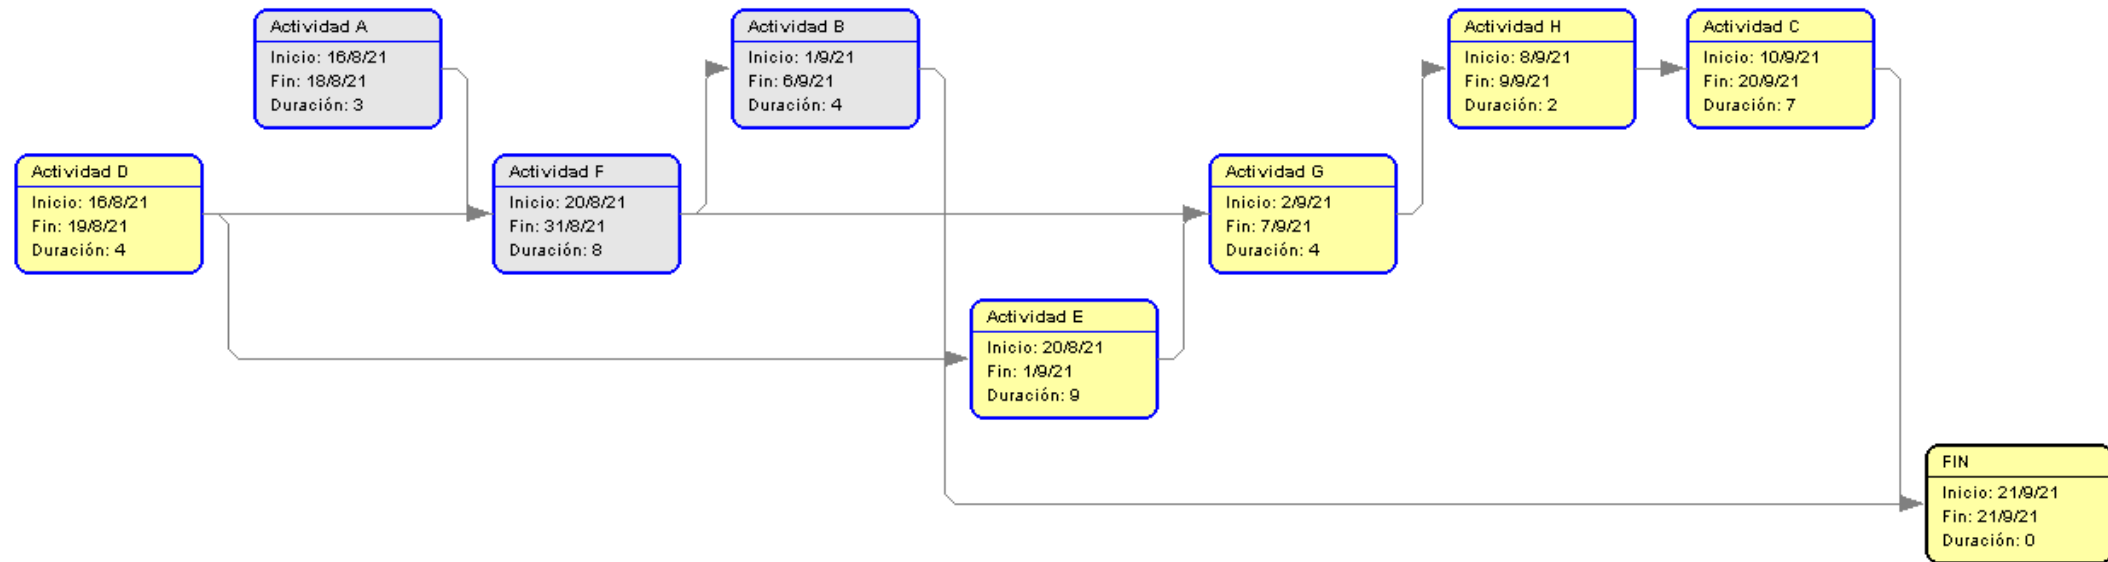 Actividad A
Inicio: 16/8/21
Fin: 18/8/21
Duración: 3
Actividad B
Inicio: 1/9/21
Fin: 6/9/21
Duración: 4
Actividad H
Inicio: 8/9/21
Fin: 9/9/21
Duración: 2
Actividad C
Inicio: 10/9/21
Fin: 20/9/21
Duración: 7
Actividad D
Inicio: 16/8/21
Fin: 19/8/21
Duración: 4
Actividad F
Inicio: 20/8/21
Fin: 31/8/21
Duración: 8
Actividad G
Inicio: 2/9/21
Fin: 7/9/21
Duración: 4
Actividad E
Inicio: 20/8/21
Fin: 1/9/21
Duración: 9
FIN
Inicio: 21/9/21
Fin: 21/9/21
Duración: 0